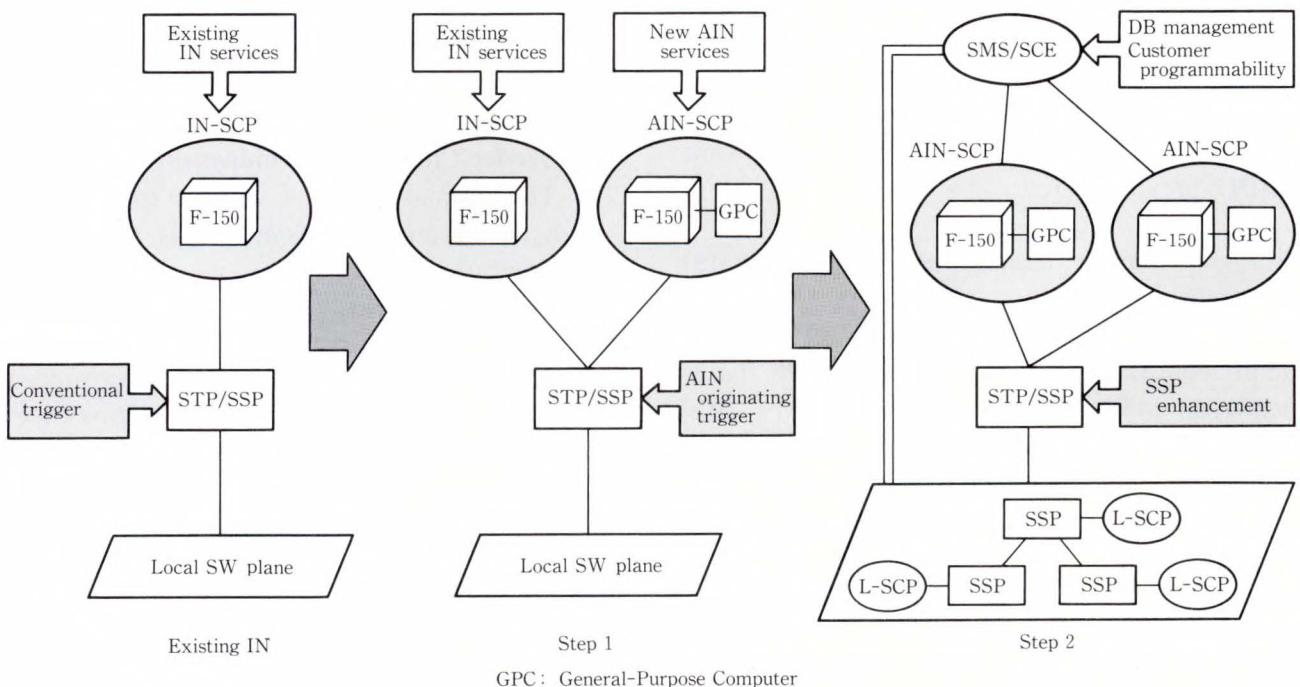 Existing
IN services
IN-SCP
F-150
Conventional
trigger
STP/SSP
Local SW plane
Existing IN
Existing
IN services
New AIN
services
IN-SCP
AIN-SCP
F-150
F-150
GPC
STP/SSP
AIN
originating
trigger
Local SW plane
Step 1
SMS/SCE
DB management
Customer
programmability
AIN-SCP
AIN-SCP
F-150
GPC
F-150
GPC
STP/SSP
SSP
enhancement
SSP
L-SCP
L-SCP
SSP
SSP
L-SCP
Step 2
GPC: General-Purpose Computer